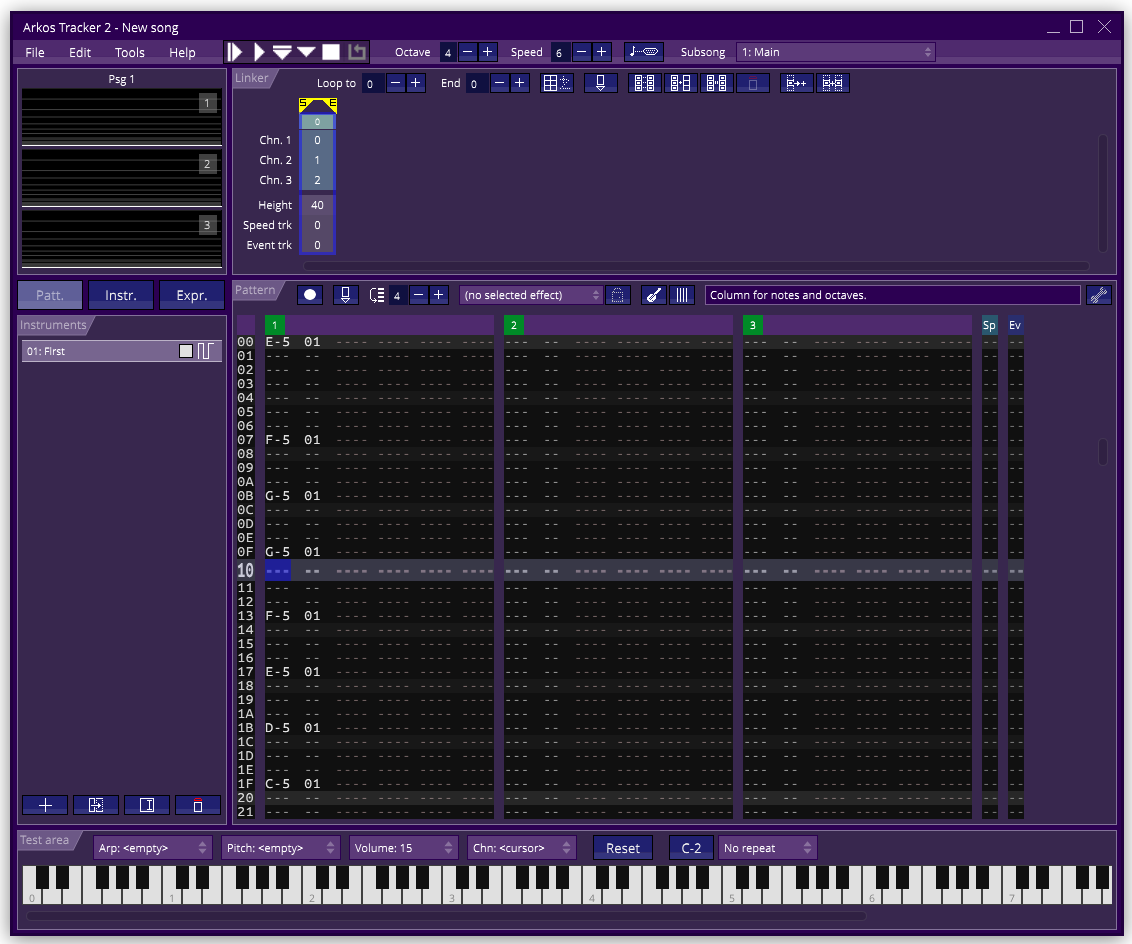 Arkos Tracker 2 - New song
File Edit Tools Help Octave 4 Speed 6 Subsong 1: Main
Psg 1
1
2
3
Linker Loop to 0 End 0
S E
0
Chn. 1 0
Chn. 2 1
Chn. 3 2
Height 40
Speed trk 0
Event trk 0
Patt. Instr. Expr.
Instruments
01: First
Pattern 4 (no selected effect) Column for notes and octaves.
1 2 3 Sp Ev
00 E-5 01 ---- ---- ---- ---- --- -- ---- ---- ---- ---- --- -- ---- ---- ---- ---- -- --
01 --- -- ---- ---- ---- ---- --- -- ---- ---- ---- ---- --- -- ---- ---- ---- ---- -- --
02 --- -- ---- ---- ---- ---- --- -- ---- ---- ---- ---- --- -- ---- ---- ---- ---- -- --
03 --- -- ---- ---- ---- ---- --- -- ---- ---- ---- ---- --- -- ---- ---- ---- ---- -- --
04 --- -- ---- ---- ---- ---- --- -- ---- ---- ---- ---- --- -- ---- ---- ---- ---- -- --
05 --- -- ---- ---- ---- ---- --- -- ---- ---- ---- ---- --- -- ---- ---- ---- ---- -- --
06 --- -- ---- ---- ---- ---- --- -- ---- ---- ---- ---- --- -- ---- ---- ---- ---- -- --
07 F-5 01 ---- ---- ---- ---- --- -- ---- ---- ---- ---- --- -- ---- ---- ---- ---- -- --
08 --- -- ---- ---- ---- ---- --- -- ---- ---- ---- ---- --- -- ---- ---- ---- ---- -- --
09 --- -- ---- ---- ---- ---- --- -- ---- ---- ---- ---- --- -- ---- ---- ---- ---- -- --
0A --- -- ---- ---- ---- ---- --- -- ---- ---- ---- ---- --- -- ---- ---- ---- ---- -- --
0B G-5 01 ---- ---- ---- ---- --- -- ---- ---- ---- ---- --- -- ---- ---- ---- ---- -- --
0C --- -- ---- ---- ---- ---- --- -- ---- ---- ---- ---- --- -- ---- ---- ---- ---- -- --
0D --- -- ---- ---- ---- ---- --- -- ---- ---- ---- ---- --- -- ---- ---- ---- ---- -- --
0E --- -- ---- ---- ---- ---- --- -- ---- ---- ---- ---- --- -- ---- ---- ---- ---- -- --
0F G-5 01 ---- ---- ---- ---- --- -- ---- ---- ---- ---- --- -- ---- ---- ---- ---- -- --
10 --- -- ---- ---- ---- ---- --- -- ---- ---- ---- ---- --- -- ---- ---- ---- ---- -- --
11 --- -- ---- ---- ---- ---- --- -- ---- ---- ---- ---- --- -- ---- ---- ---- ---- -- --
12 --- -- ---- ---- ---- ---- --- -- ---- ---- ---- ---- --- -- ---- ---- ---- ---- -- --
13 F-5 01 ---- ---- ---- ---- --- -- ---- ---- ---- ---- --- -- ---- ---- ---- ---- -- --
14 --- -- ---- ---- ---- ---- --- -- ---- ---- ---- ---- --- -- ---- ---- ---- ---- -- --
15 --- -- ---- ---- ---- ---- --- -- ---- ---- ---- ---- --- -- ---- ---- ---- ---- -- --
16 --- -- ---- ---- ---- ---- --- -- ---- ---- ---- ---- --- -- ---- ---- ---- ---- -- --
17 E-5 01 ---- ---- ---- ---- --- -- ---- ---- ---- ---- --- -- ---- ---- ---- ---- -- --
18 --- -- ---- ---- ---- ---- --- -- ---- ---- ---- ---- --- -- ---- ---- ---- ---- -- --
19 --- -- ---- ---- ---- ---- --- -- ---- ---- ---- ---- --- -- ---- ---- ---- ---- -- --
1A --- -- ---- ---- ---- ---- --- -- ---- ---- ---- ---- --- -- ---- ---- ---- ---- -- --
1B D-5 01 ---- ---- ---- ---- --- -- ---- ---- ---- ---- --- -- ---- ---- ---- ---- -- --
1C --- -- ---- ---- ---- ---- --- -- ---- ---- ---- ---- --- -- ---- ---- ---- ---- -- --
1D --- -- ---- ---- ---- ---- --- -- ---- ---- ---- ---- --- -- ---- ---- ---- ---- -- --
1E --- -- ---- ---- ---- ---- --- -- ---- ---- ---- ---- --- -- ---- ---- ---- ---- -- --
1F C-5 01 ---- ---- ---- ---- --- -- ---- ---- ---- ---- --- -- ---- ---- ---- ---- -- --
20 --- -- ---- ---- ---- ---- --- -- ---- ---- ---- ---- --- -- ---- ---- ---- ---- -- --
21 --- -- ---- ---- ---- ---- --- -- ---- ---- ---- ---- --- -- ---- ---- ---- ---- -- --
Test area Arp: <empty> Pitch: <empty> Volume: 15 Chn: <cursor> Reset C-2 No repeat
0 1 2 3 4 5 6 7